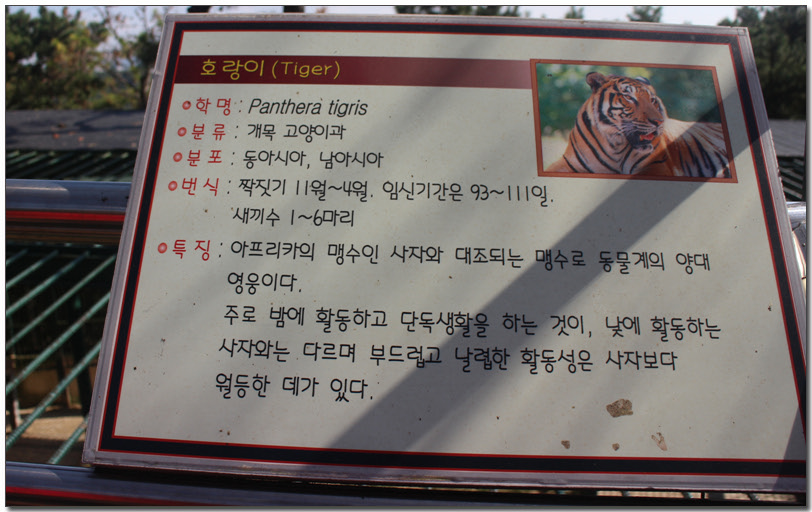 호랑이 (Tiger)
학 명 : Panthera tigris
분 류 : 개목 고양이과
분 포 : 동아시아, 남아시아
번 식 : 짝짓기 11월~4월. 임신기간은 93~111일.
새끼수 1~6마리
특 징 : 아프리카의 맹수인 사자와 대조되는 맹수로 동물계의 양대
영웅이다.
주로 밤에 활동하고 단독생활을 하는 것이, 낮에 활동하는
사자와는 다르며 부드럽고 날렵한 활동성은 사자보다
월등한 데가 있다.